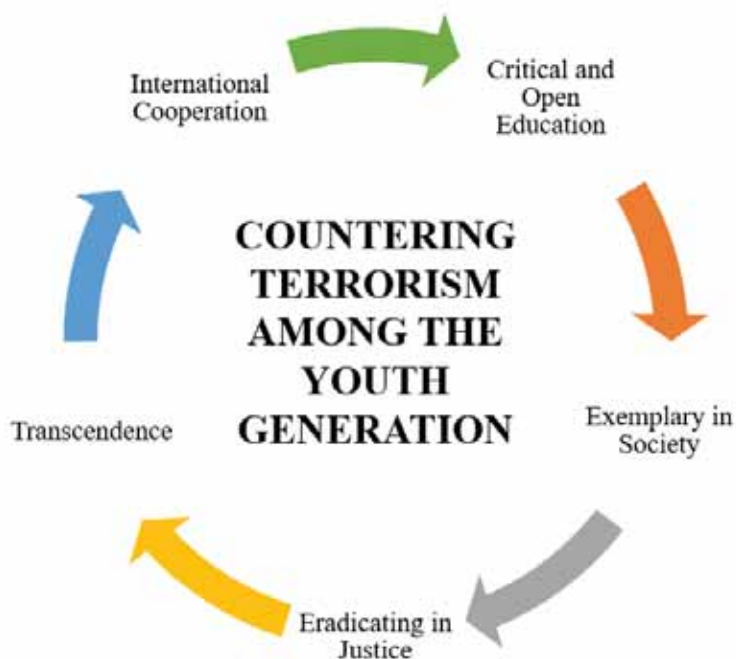 International
Cooperation
Critical and
Open
Education
COUNTERING
TERRORISM
AMONG THE
YOUTH
GENERATION
Transcendence
Exemplary in
Society
Eradicating in
Justice